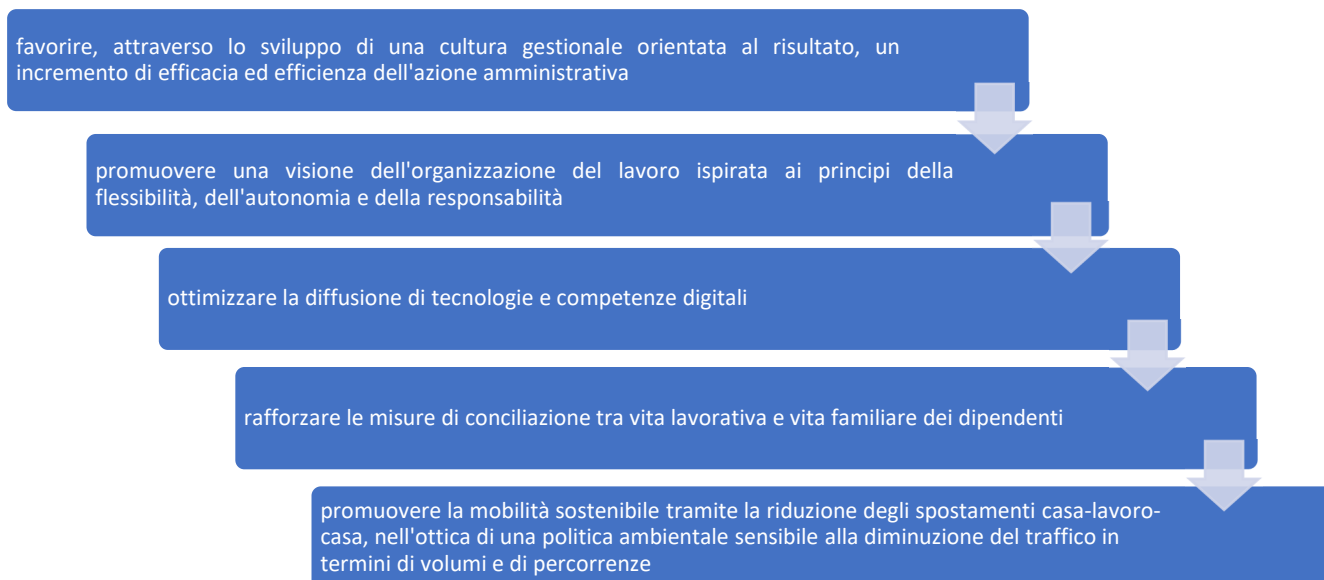 favorire, attraverso lo sviluppo di una cultura gestionale orientata al risultato, un
incremento di efficacia ed efficienza dell'azione amministrativa
promuovere una visione dell'organizzazione del lavoro ispirata ai principi della
flessibilità, dell'autonomia e della responsabilità
ottimizzare la diffusione di tecnologie e competenze digitali
rafforzare le misure di conciliazione tra vita lavorativa e vita familiare dei dipendenti
promuovere la mobilità sostenibile tramite la riduzione degli spostamenti casa-lavoro-
casa, nell'ottica di una politica ambientale sensibile alla diminuzione del traffico in
termini di volumi e di percorrenze